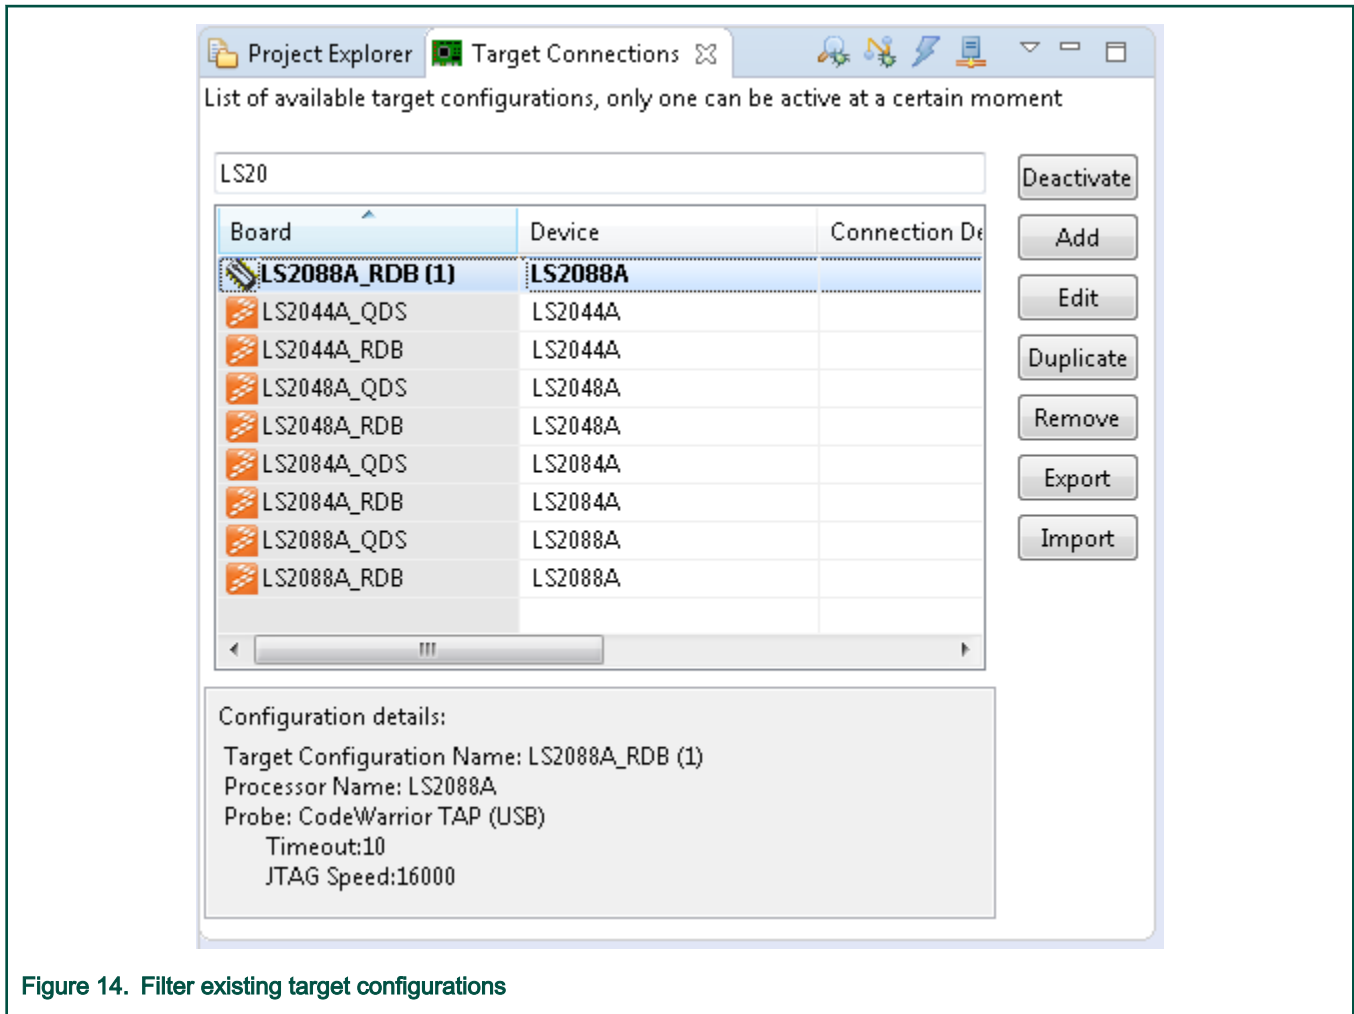 Project Explorer Target Connections
List of available target configurations, only one can be active at a certain moment
LS20
Deactivate
Board Device Connection De
Add
LS2088A_RDB (1) LS2088A
Edit
LS2044A_QDS LS2044A
LS2044A_RDB LS2044A
Duplicate
LS2048A_QDS LS2048A
LS2048A_RDB LS2048A
Remove
LS2084A_QDS LS2084A
Export
LS2084A_RDB LS2084A
LS2088A_QDS LS2088A
Import
LS2088A_RDB LS2088A
Configuration details:
Target Configuration Name: LS2088A_RDB (1)
Processor Name: LS2088A
Probe: CodeWarrior TAP (USB)
Timeout:10
JTAG Speed:16000
Figure 14. Filter existing target configurations